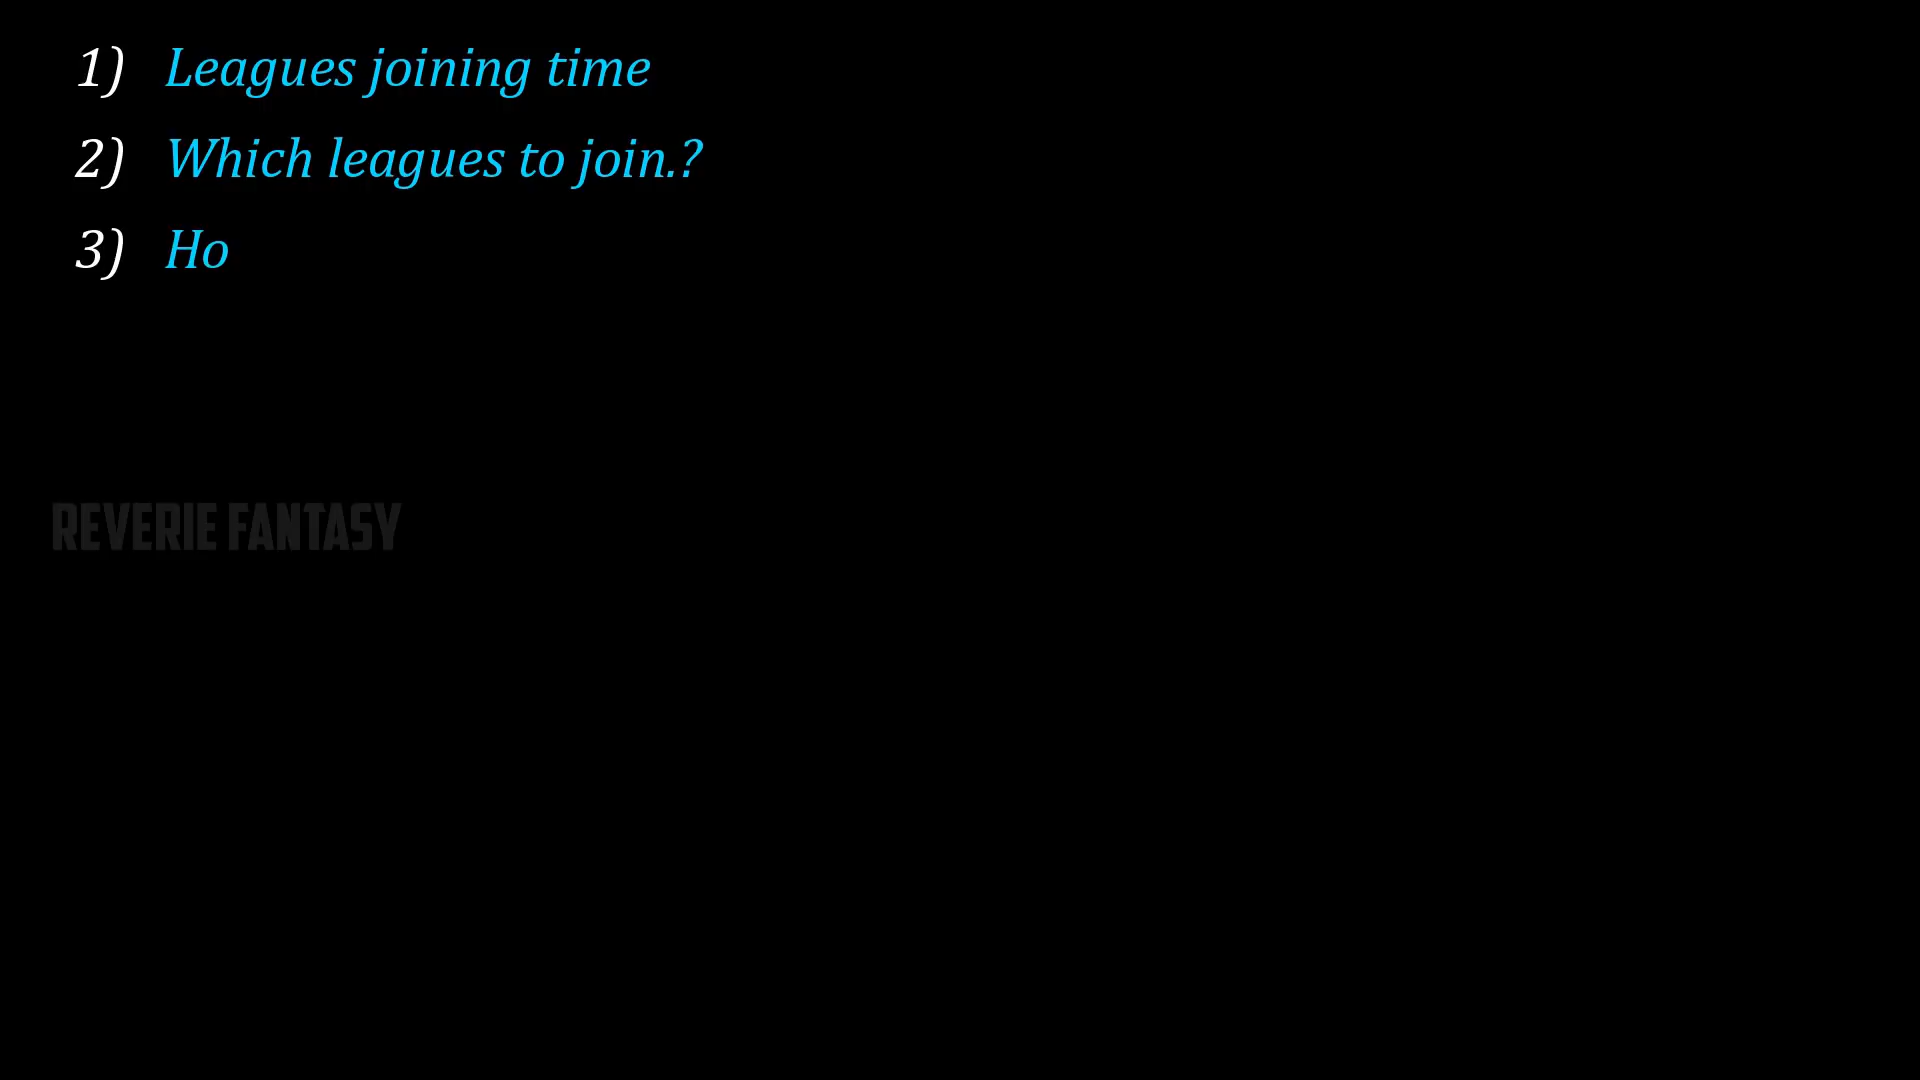 1) Leagues joining time
2) Which leagues to join.?
3) Ho
REVERIE FANTASY